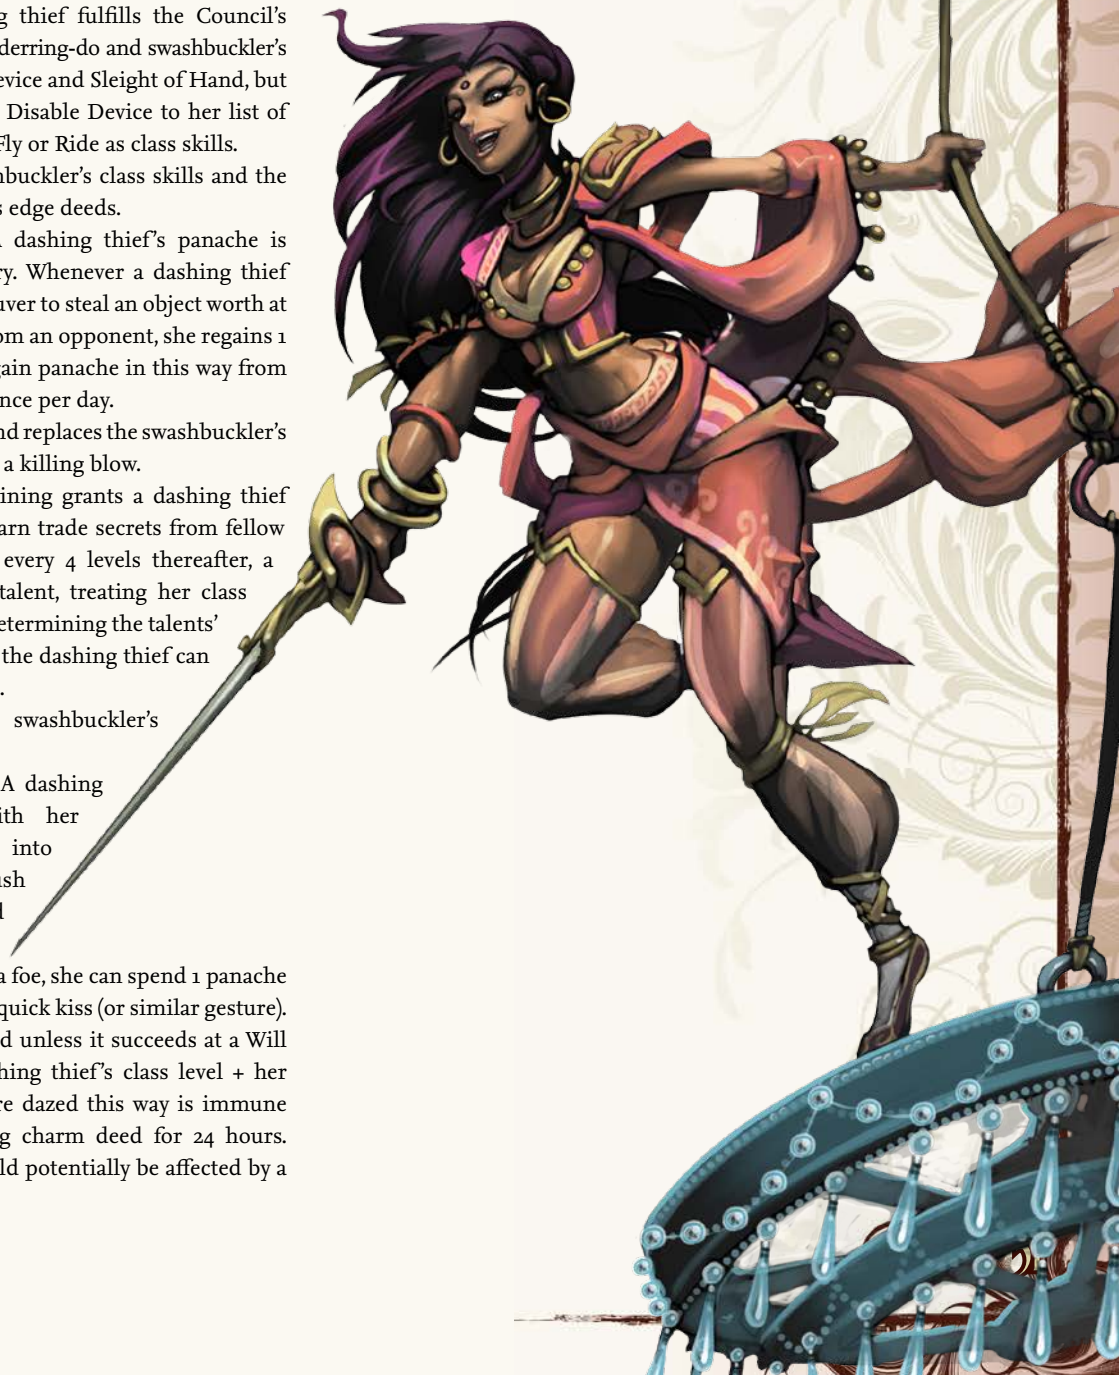 g thief fulfills the Council’s
derring-do and swashbuckler’s
evice and Sleight of Hand, but
Disable Device to her list of
Fly or Ride as class skills.
hbuckler’s class skills and the
s edge deeds.
A dashing thief’s panache is
ry. Whenever a dashing thief
uver to steal an object worth at
om an opponent, she regains 1
gain panache in this way from
nce per day.
nd replaces the swashbuckler’s
a killing blow.
ining grants a dashing thief
arn trade secrets from fellow
every 4 levels thereafter, a
talent, treating her class
etermining the talents’
the dashing thief can
.
swashbuckler’s
A dashing
ith her
into
ush
d
a foe, she can spend 1 panache
quick kiss (or similar gesture).
d unless it succeeds at a Will
hing thief’s class level + her
re dazed this way is immune
g charm deed for 24 hours.
ld potentially be affected by a